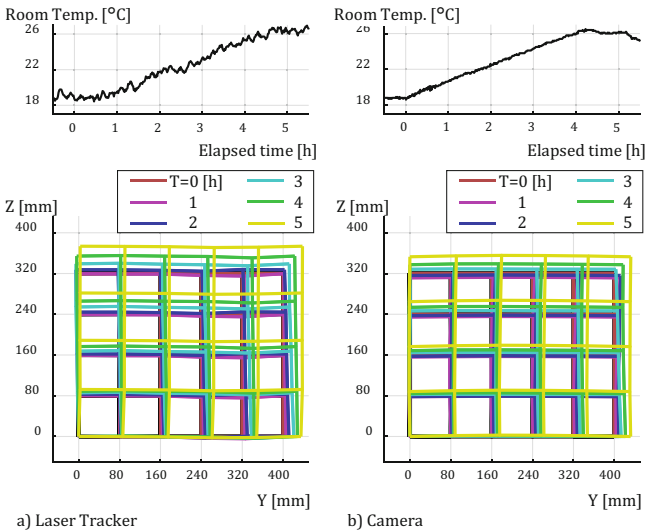 Room Temp. [°C]
26
22
18
0 1 2 3 4 5
Elapsed time [h]
T=0 [h] 3
1 4
2 5
Z [mm]
400
320
240
160
80
0
0 80 160 240 320 400
Y [mm]
a) Laser Tracker
Room Temp. [°C]
26
22
18
0 1 2 3 4 5
Elapsed time [h]
T=0 [h] 3
1 4
2 5
Z [mm]
400
320
240
160
80
0
0 80 160 240 320 400
Y [mm]
b) Camera